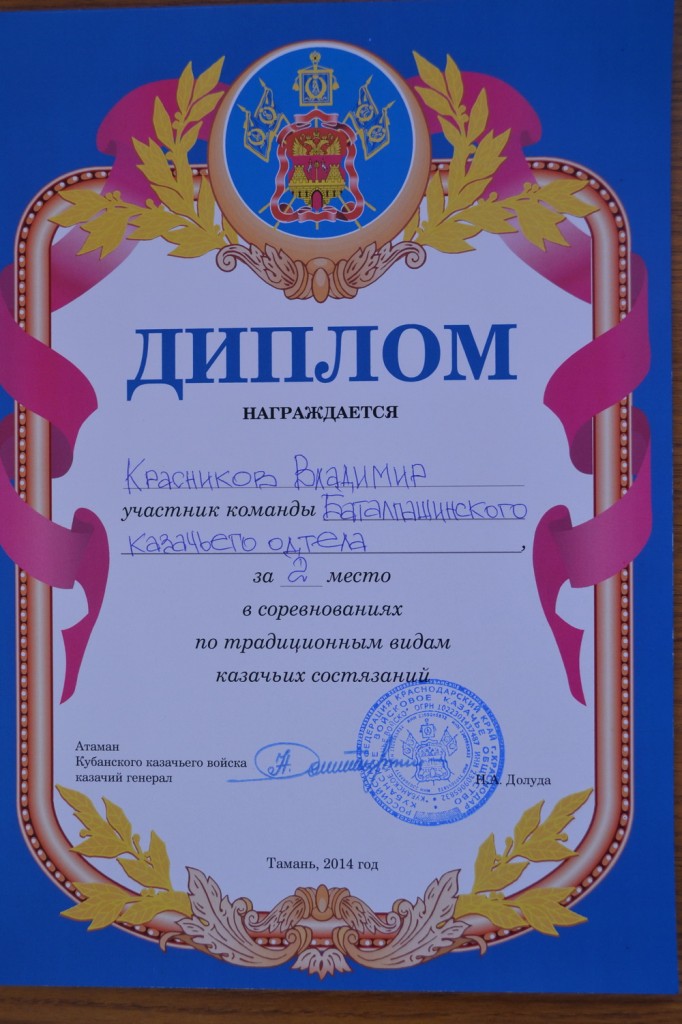 ДИПЛОМ
НАГРАЖДАЕТСЯ
Красников Владимир
участник команды Баталпашинского
казачьего одтела,
за 2 место
в соревнованиях
по традиционным видам
казачьих состязаний
Атаман
Кубанского казачьего войска
казачий генерал
Н.А. Долуда
Тамань, 2014 год